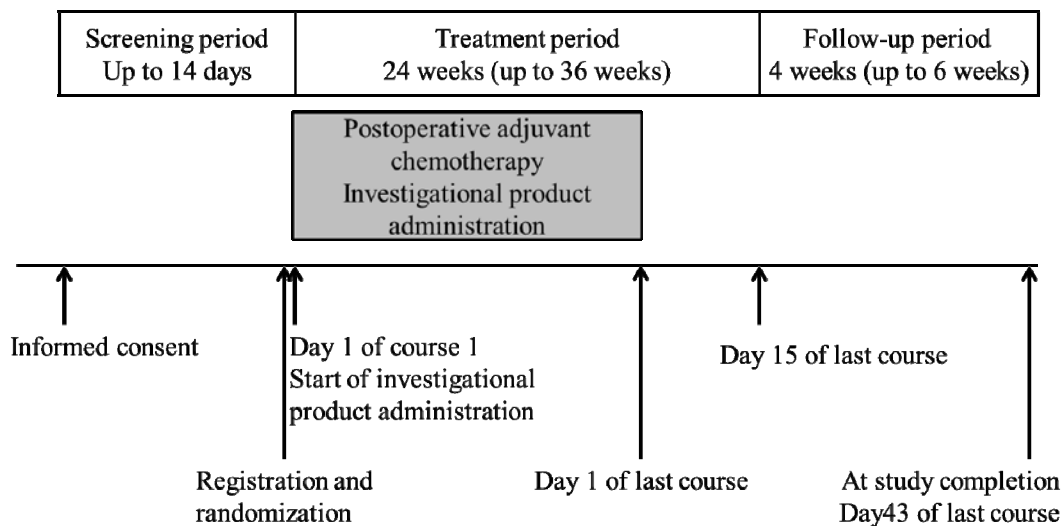 Screening period
Up to 14 days
Treatment period
24 weeks (up to 36 weeks)
Follow-up period
4 weeks (up to 6 weeks)
Postoperative adjuvant
chemotherapy
Investigational product
administration
Informed consent
Day 1 of course 1
Start of investigational
product administration
Day 15 of last course
Registration and
randomization
Day 1 of last course
At study completion
Day43 of last course